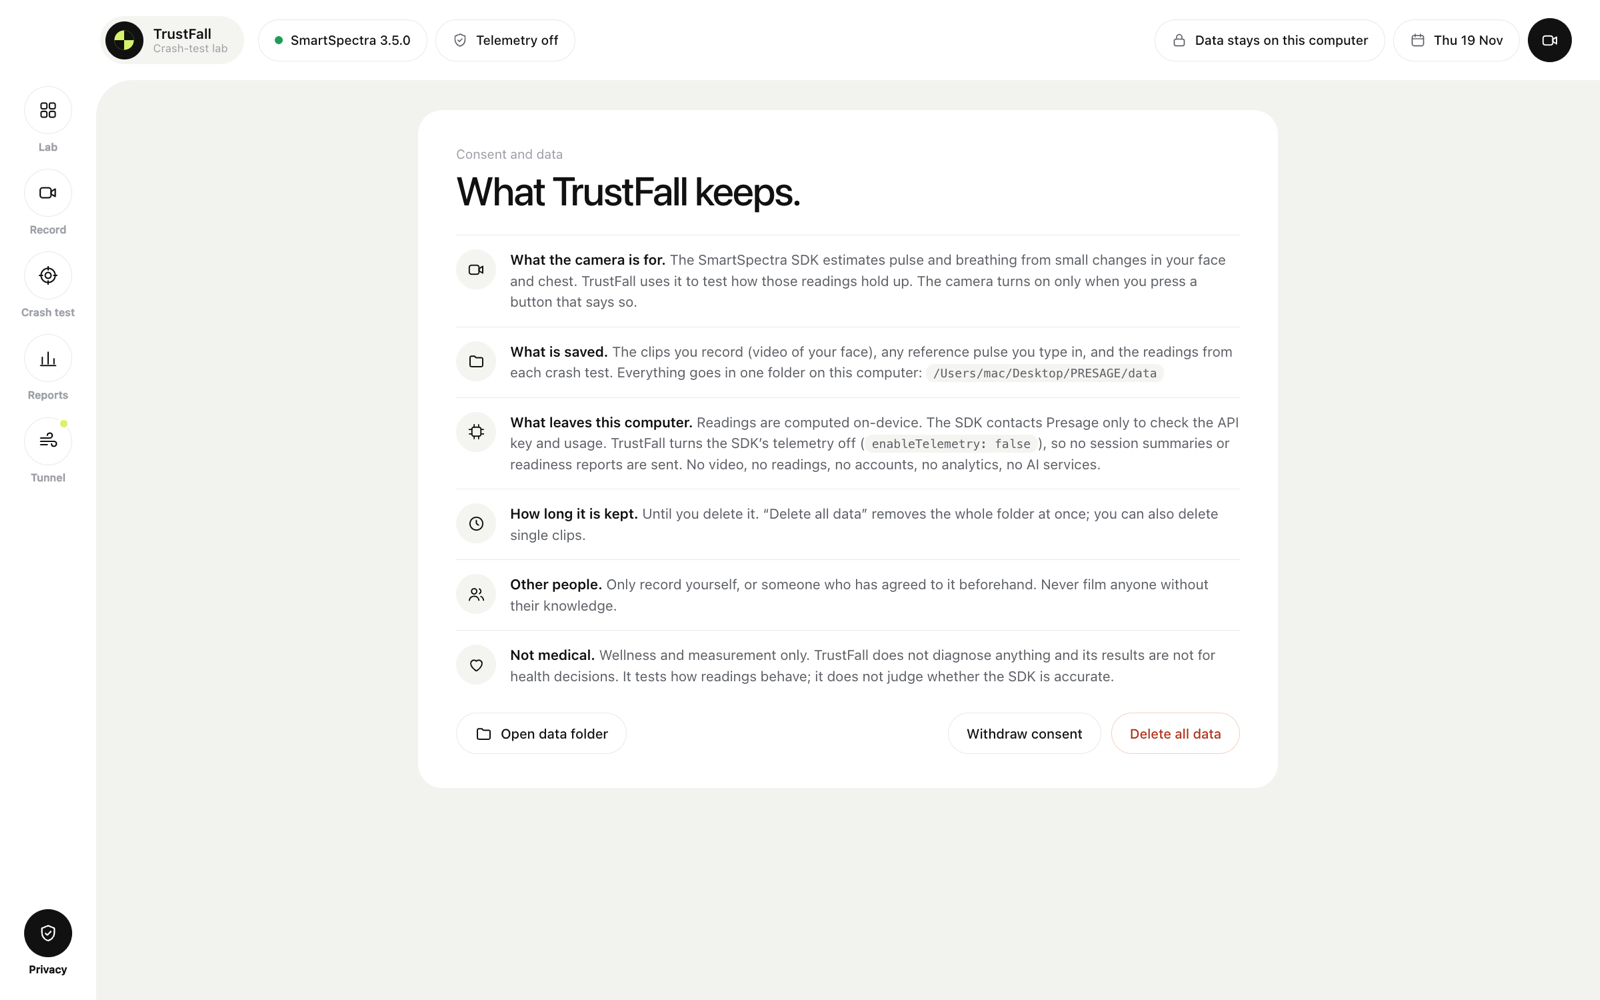 TrustFall
Crash-test lab
SmartSpectra 3.5.0
Telemetry off
Data stays on this computer
Thu 19 Nov
Lab
Record
Crash test
Reports
Tunnel
Privacy
Consent and data
What TrustFall keeps.
What the camera is for. The SmartSpectra SDK estimates pulse and breathing from small changes in your face
and chest. TrustFall uses it to test how those readings hold up. The camera turns on only when you press a
button that says so.
What is saved. The clips you record (video of your face), any reference pulse you type in, and the readings from
each crash test. Everything goes in one folder on this computer: /Users/mac/Desktop/PRESAGE/data
What leaves this computer. Readings are computed on-device. The SDK contacts Presage only to check the API
key and usage. TrustFall turns the SDK’s telemetry off ( enableTelemetry: false ), so no session summaries or
readiness reports are sent. No video, no readings, no accounts, no analytics, no AI services.
How long it is kept. Until you delete it. “Delete all data” removes the whole folder at once; you can also delete
single clips.
Other people. Only record yourself, or someone who has agreed to it beforehand. Never film anyone without
their knowledge.
Not medical. Wellness and measurement only. TrustFall does not diagnose anything and its results are not for
health decisions. It tests how readings behave; it does not judge whether the SDK is accurate.
Open data folder
Withdraw consent
Delete all data